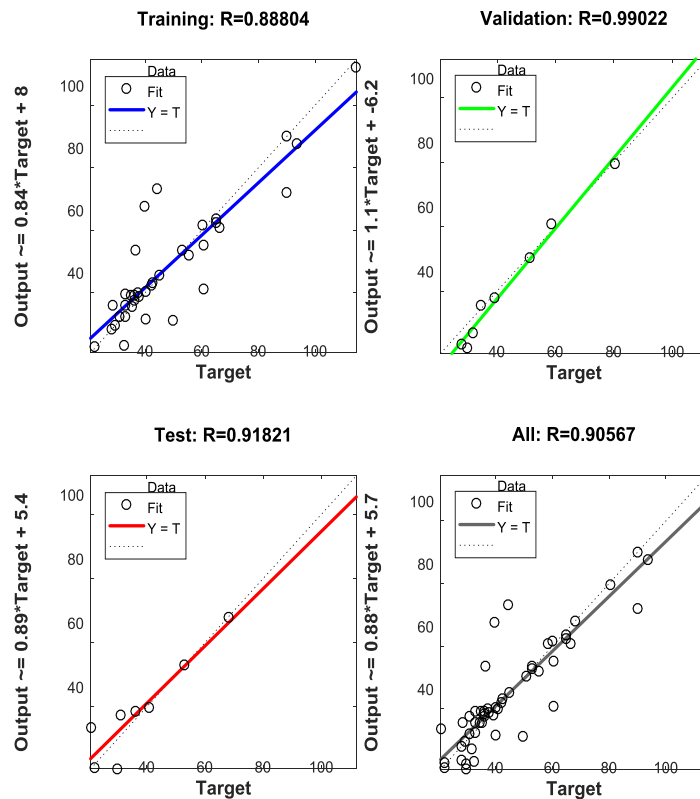 Training: R=0.88804
Output ~= 0.84*Target + 8
100
80
60
40
Data
Fit
Y = T
40
60
80
100
Target
Validation: R=0.99022
Output ~= 1.1*Target + -6.2
100
80
60
40
Data
Fit
Y = T
40
60
80
100
Target
Test: R=0.91821
Output ~= 0.89*Target + 5.4
100
80
60
40
Data
Fit
Y = T
40
60
80
100
Target
All: R=0.90567
Output ~= 0.88*Target + 5.7
100
80
60
40
Data
Fit
Y = T
40
60
80
100
Target